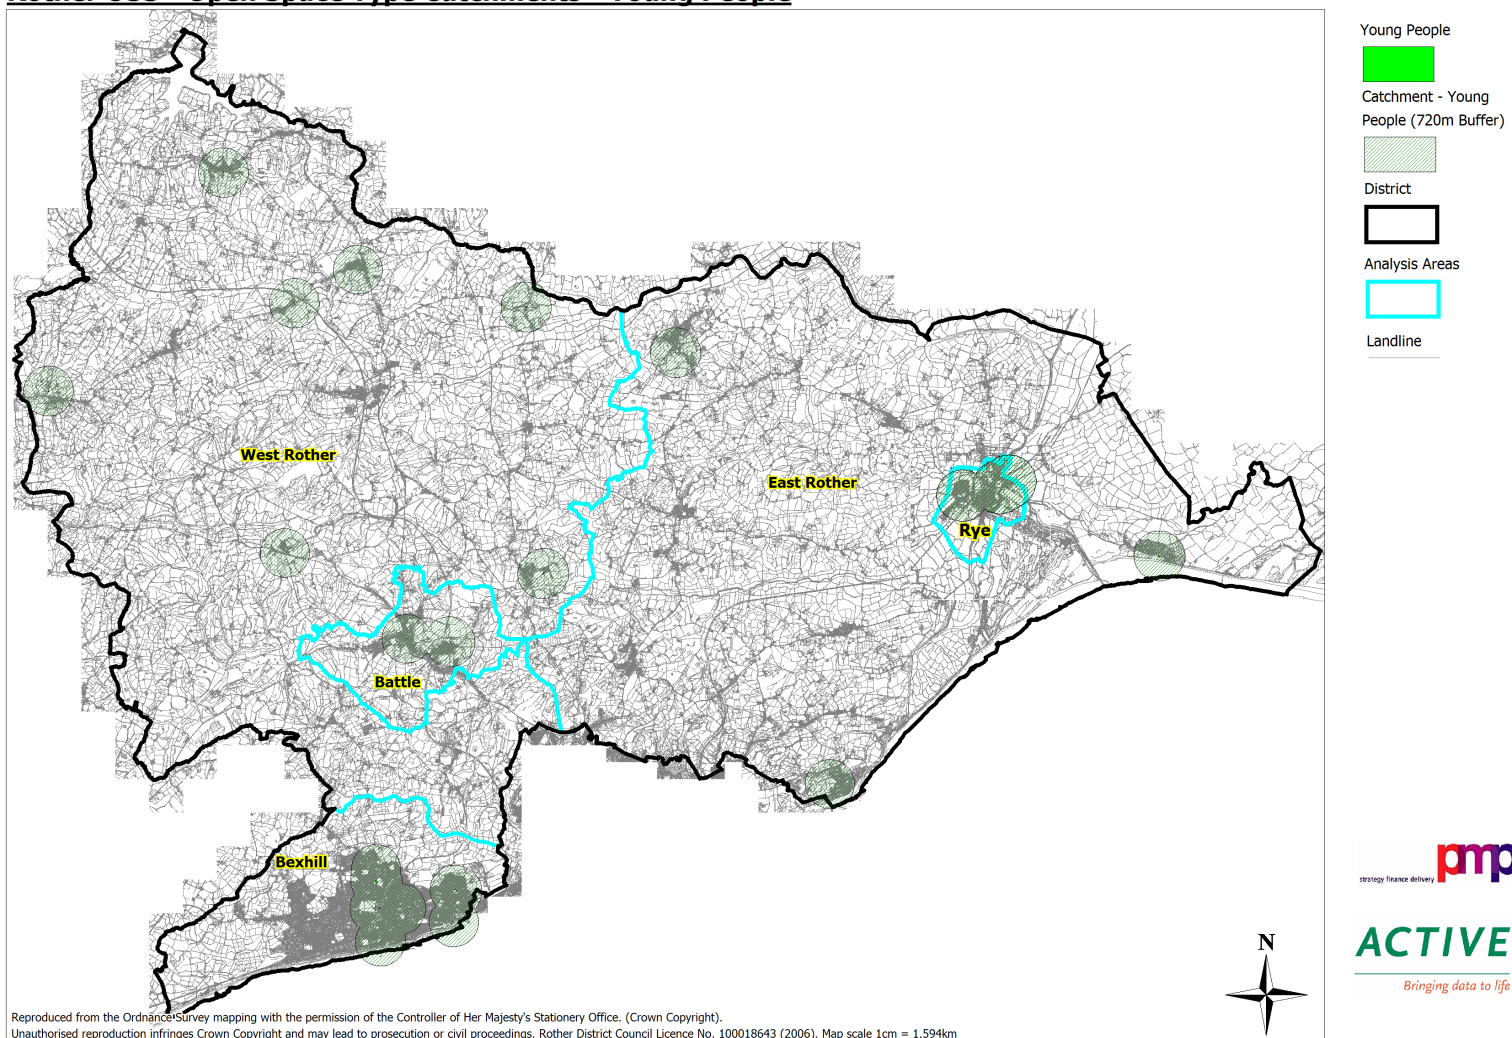 Young People
Catchment - Young
People (720m Buffer)
District
Analysis Areas
Landline
West Rother
East Rother
Rye
Battle
Bexhill
strategy finance delivery pmp
N
ACTIVE
Bringing data to life
Reproduced from the Ordnance Survey mapping with the permission of the Controller of Her Majesty's Stationery Office. (Crown Copyright).
Unauthorised reproduction infringes Crown Copyright and may lead to prosecution or civil proceedings. Rother District Council Licence No. 100018643 (2006). Map scale 1cm = 1.594km